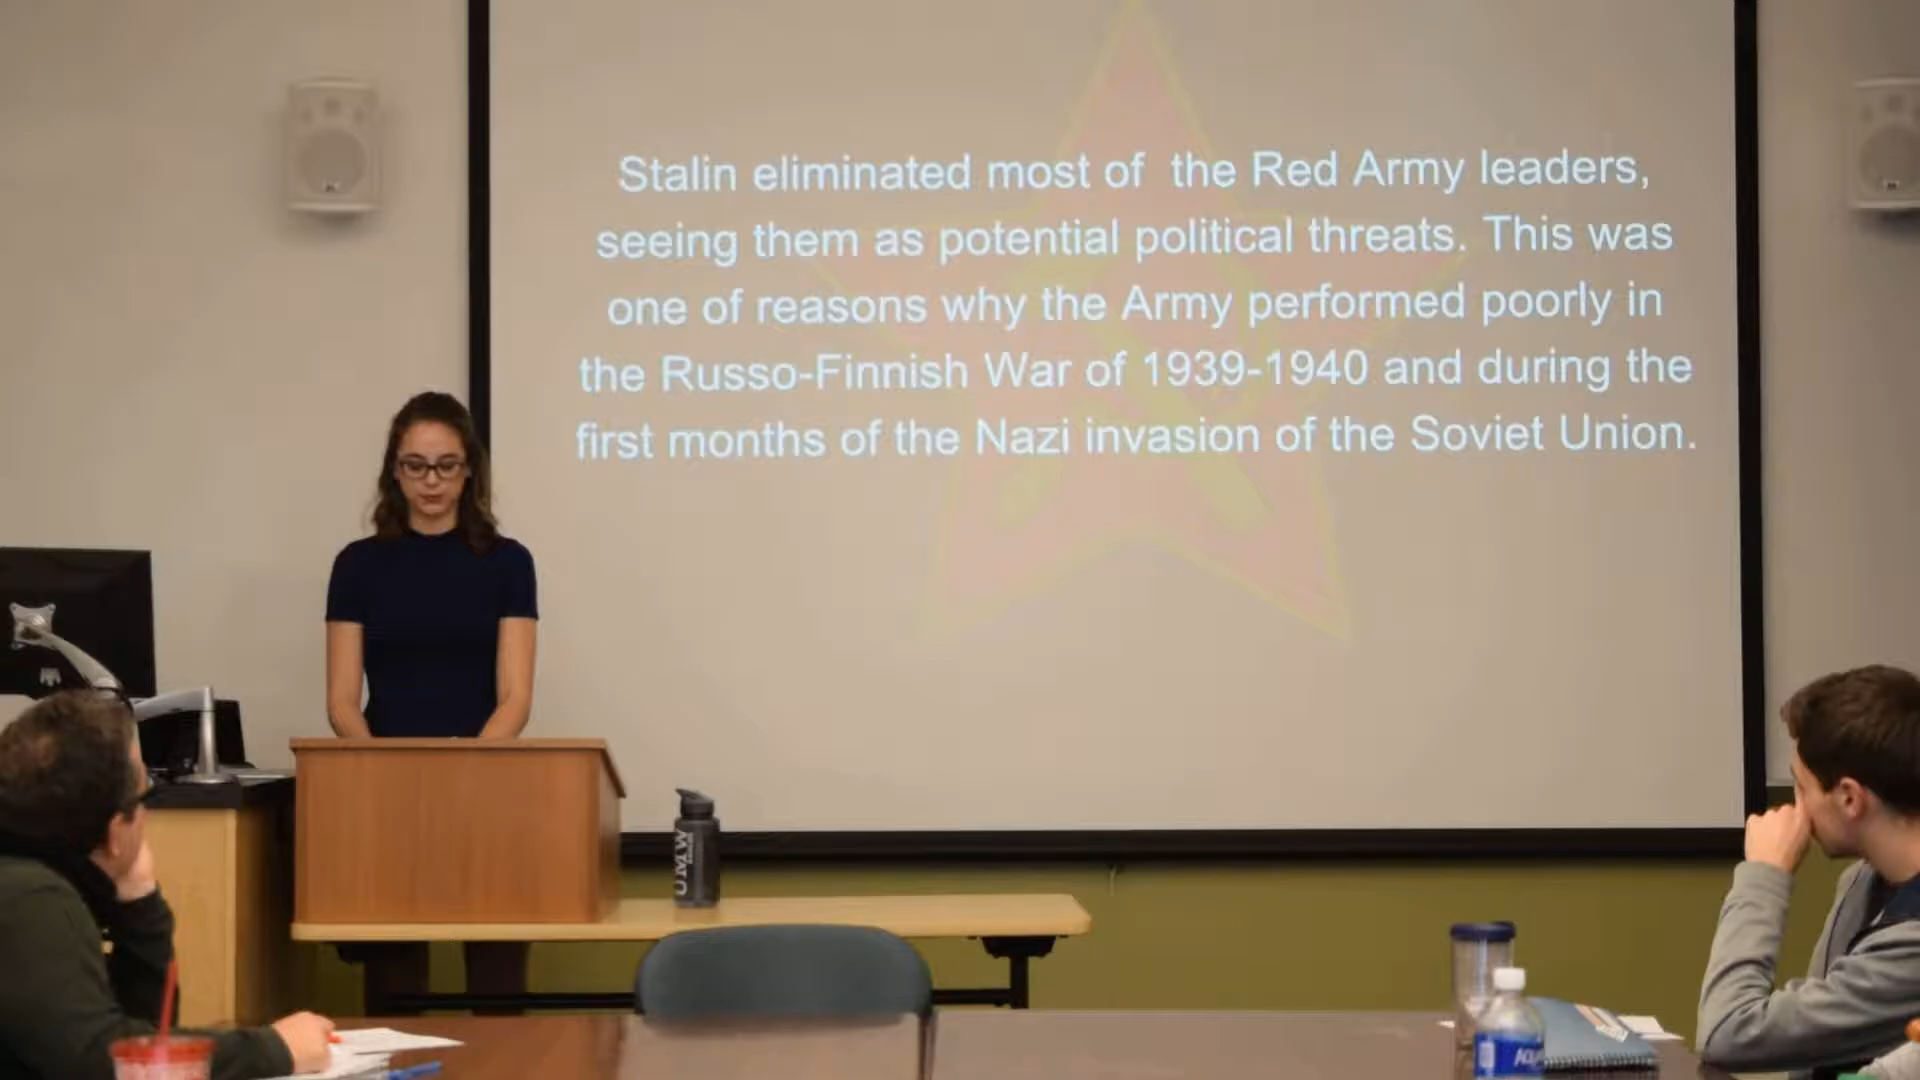 Stalin eliminated most of the Red Army leaders,
seeing them as potential political threats. This was
one of reasons why the Army performed poorly in
the Russo-Finnish War of 1939-1940 and during the
first months of the Nazi invasion of the Soviet Union.
UMW